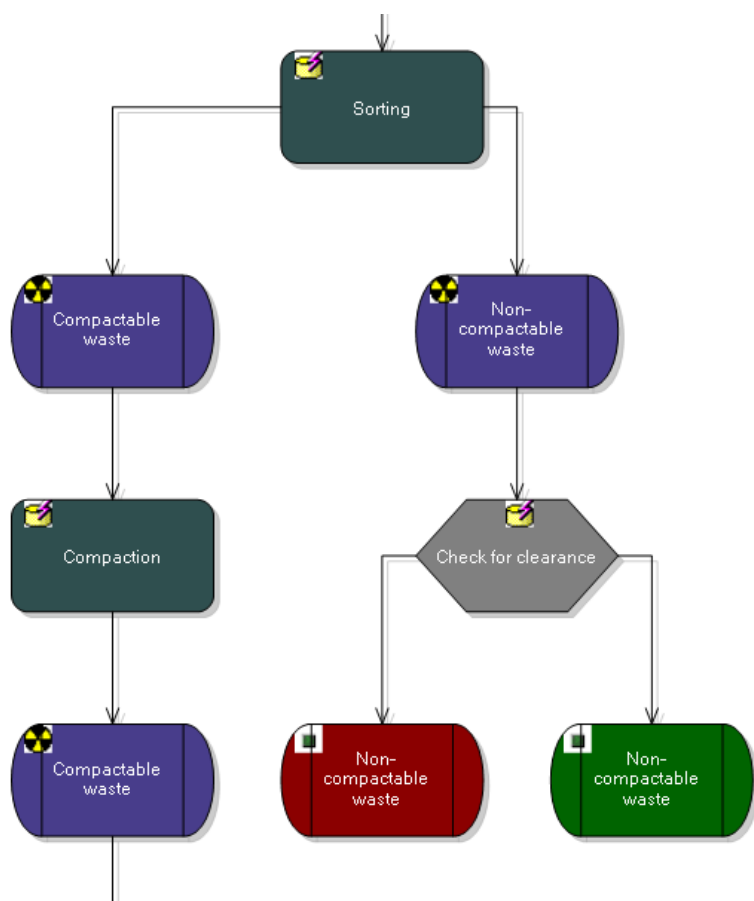 Sorting
Compactable
waste
Non-
compactable
waste
Compaction
Check for clearance
Compactable
waste
Non-
compactable
waste
Non-
compactable
waste